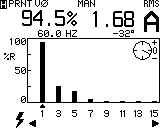 PRNT VØ MAN RMS
94.5% 1.68 A
60.0 HZ -32°
100
%R
50
0
1 3 5 7 9 11 13 15